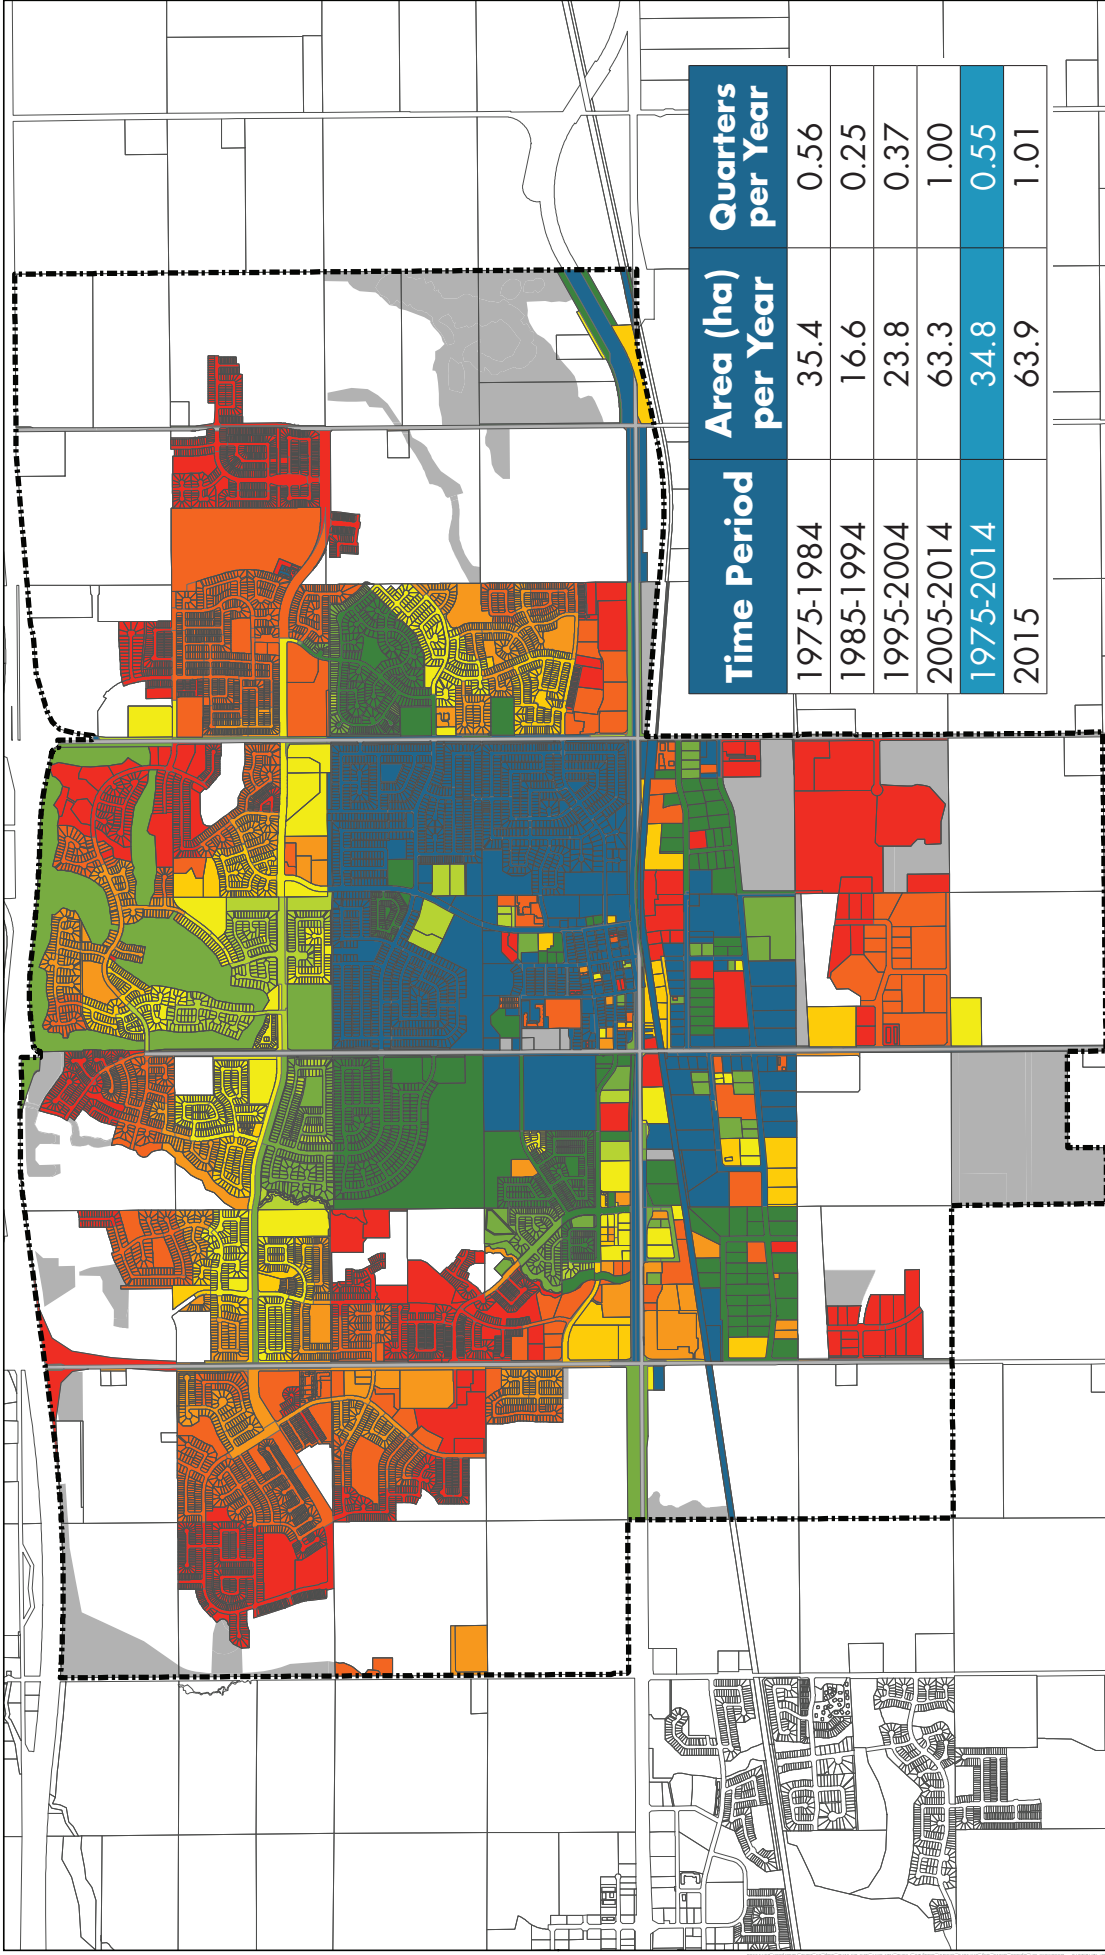 Time Period Area (ha) per Year Quarters per Year
1975-1984 35.4 0.56
1985-1994 16.6 0.25
1995-2004 23.8 0.37
2005-2014 63.3 1.00
1975-2014 34.8 0.55
2015 63.9 1.01